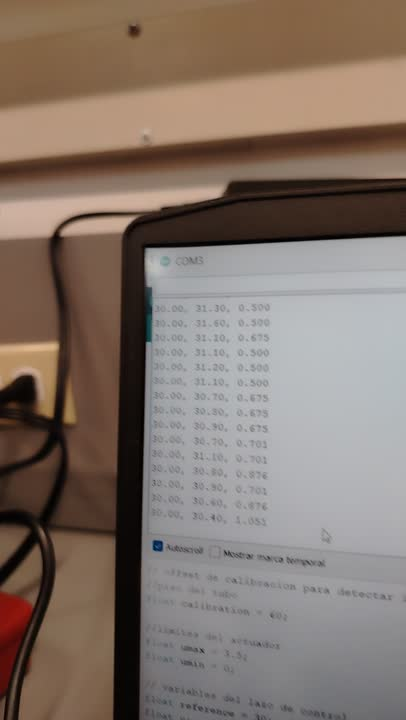 COM3
30.00, 31.30, 0.500
30.00, 31.60, 0.500
30.00, 31.10, 0.675
30.00, 31.10, 0.500
30.00, 31.20, 0.500
30.00, 31.10, 0.500
30.00, 30.70, 0.675
30.00, 30.80, 0.675
30.00, 30.90, 0.675
30.00, 30.70, 0.701
30.00, 31.10, 0.701
30.00, 30.80, 0.876
30.00, 30.90, 0.701
30.00, 30.60, 0.876
30.00, 30.40, 1.051
Autoscroll Mostrar marca temporal
// offset de calibracion para detectar
//piso del tubo
float calibration = 60;
//limites del actuador
float umax = 3.5;
float umin = 0;
// variables del lazo de control
float reference = 30
float